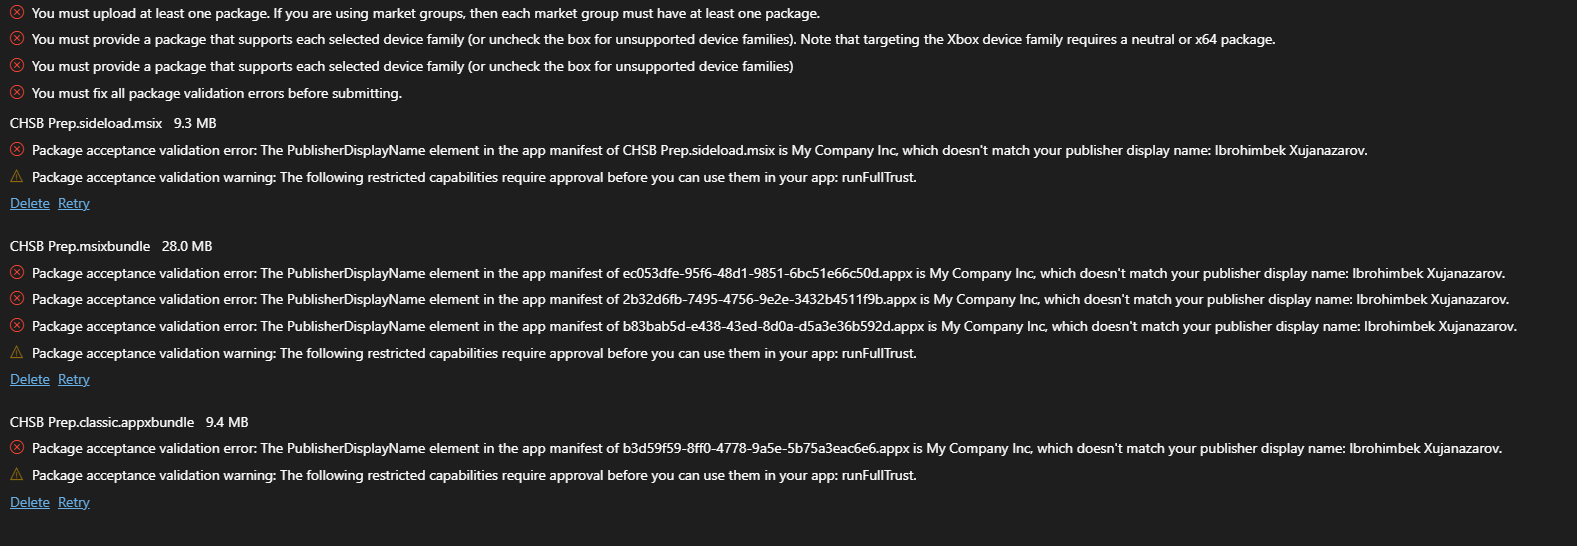 You must upload at least one package. If you are using market groups, then each market group must have at least one package.
You must provide a package that supports each selected device family (or uncheck the box for unsupported device families). Note that targeting the Xbox device family requires a neutral or x64 package.
You must provide a package that supports each selected device family (or uncheck the box for unsupported device families)
You must fix all package validation errors before submitting.
CHSB Prep.sideload.msix 9.3 MB
Package acceptance validation error: The PublisherDisplayName element in the app manifest of CHSB Prep.sideload.msix is My Company Inc, which doesn't match your publisher display name: Ibrohimbek Xujanazarov.
Package acceptance validation warning: The following restricted capabilities require approval before you can use them in your app: runFullTrust.
Delete Retry
CHSB Prep.msixbundle 28.0 MB
Package acceptance validation error: The PublisherDisplayName element in the app manifest of ec053dfe-95f6-48d1-9851-6bc51e66c50d.appx is My Company Inc, which doesn't match your publisher display name: Ibrohimbek Xujanazarov.
Package acceptance validation error: The PublisherDisplayName element in the app manifest of 2b32d6fb-7495-4756-9e2e-3432b4511f9b.appx is My Company Inc, which doesn't match your publisher display name: Ibrohimbek Xujanazarov.
Package acceptance validation error: The PublisherDisplayName element in the app manifest of b83bab5d-e438-43ed-8d0a-d5a3e36b592d.appx is My Company Inc, which doesn't match your publisher display name: Ibrohimbek Xujanazarov.
Package acceptance validation warning: The following restricted capabilities require approval before you can use them in your app: runFullTrust.
Delete Retry
CHSB Prep.classic.appxbundle 9.4 MB
Package acceptance validation error: The PublisherDisplayName element in the app manifest of b3d59f59-8ff0-4778-9a5e-5b75a3eac6e6.appx is My Company Inc, which doesn't match your publisher display name: Ibrohimbek Xujanazarov.
Package acceptance validation warning: The following restricted capabilities require approval before you can use them in your app: runFullTrust.
Delete Retry